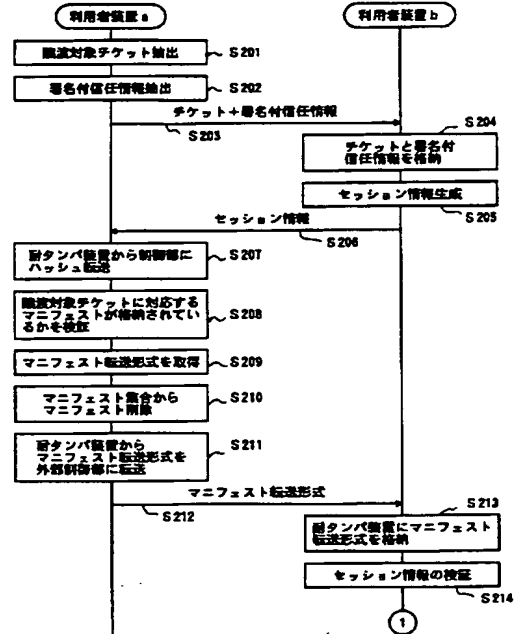 利用者装置a
利用者装置b
譲渡対象チケット抽出
S201
署名付信任情報抽出
S202
チケット+署名付信任情報
S203
S204
チケットと署名付
信任情報を格納
セッション情報生成
S205
セッション情報
S206
耐タンパ装置から制御部に
ハッシュ転送
S207
譲渡対象チケットに対応する
マニフェストが格納されてい
るかを検証
S208
マニフェスト転送形式を取得
S209
マニフェスト集合から
マニフェスト削除
S210
耐タンパ装置から
マニフェスト転送形式を
外部制御部に転送
S211
マニフェスト転送形式
S212
S213
耐タンパ装置にマニフェスト
転送形式を格納
セッション情報の検証
S214
1